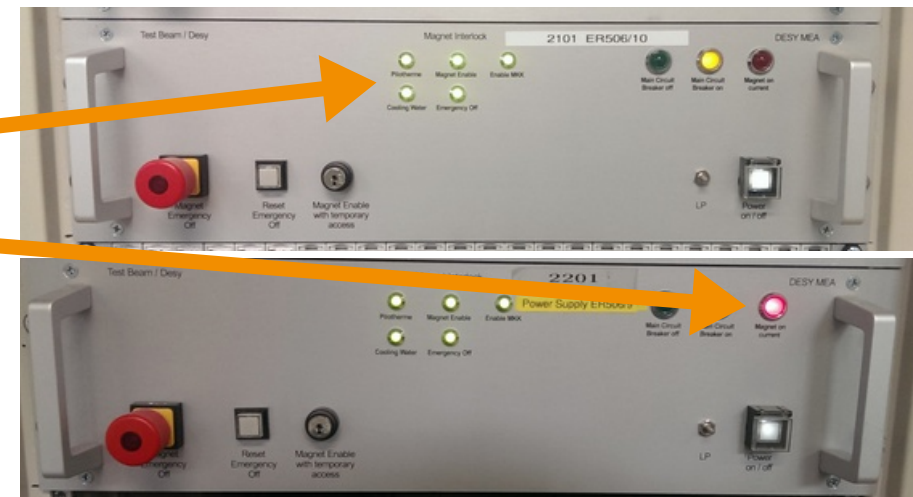 Test Beam / Desy
Magnet Interlock
2101 ER506/10
DESY MEA
Pilotherme
Magnet Enable
Enable MKK
Main Circuit
Breaker off
Main Circuit
Breaker on
Magnet on
current
Cooling Water
Emergency Off
Magnet
Emergency
Off
Reset
Emergency
Off
Magnet Enable
with temporary
access
LP
Power
on / off
Test Beam / Desy
2201
DESY MEA
Power Supply ER506/9
Pilotherme
Magnet Enable
Enable MKK
Main Circuit
Breaker off
Main Circuit
Breaker on
Magnet on
current
Cooling Water
Emergency Off
Magnet
Emergency
Off
Reset
Emergency
Off
Magnet Enable
with temporary
access
LP
Power
on / off